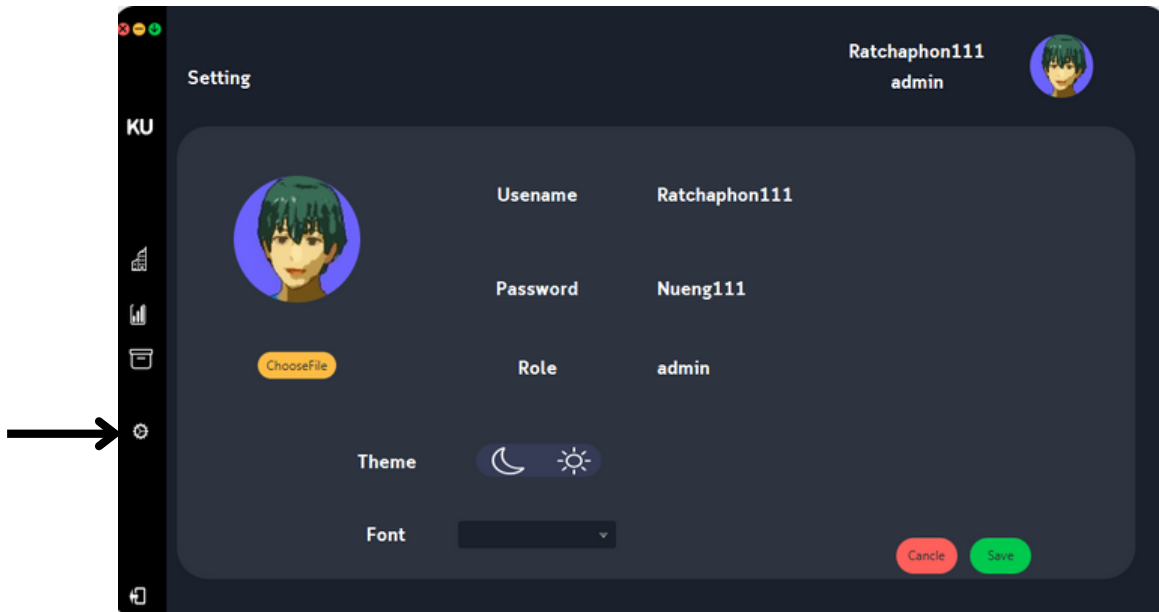 Ratchaphon111
admin
Setting
KU
Usename Ratchaphon111
Password Nueng111
ChooseFile
Role admin
Theme
Font
Cancle Save